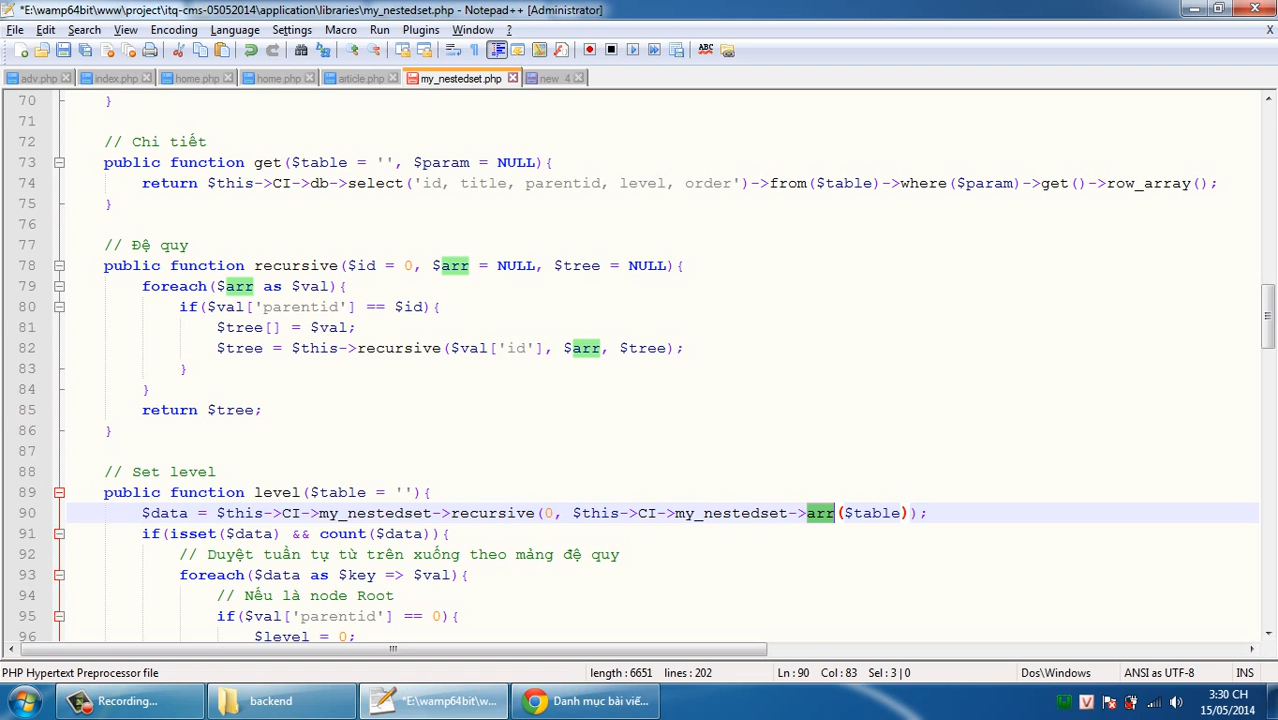 *E:\wamp64bit\www\project\itq-cms-05052014\application\libraries\my_nestedset.php - Notepad++ [Administrator]
File Edit Search View Encoding Language Settings Macro Run Plugins Window ? X
adv.php index.php home.php home.php article.php my_nestedset.php new 4
70 }
71
72 // Chi tiết
73 public function get($table = '', $param = NULL){
74 return $this->CI->db->select('id, title, parentid, level, order')->from($table)->where($param)->get()->row_array();
75 }
76
77 // Đệ quy
78 public function recursive($id = 0, $arr = NULL, $tree = NULL){
79 foreach($arr as $val){
80 if($val['parentid'] == $id){
81 $tree[] = $val;
82 $tree = $this->recursive($val['id'], $arr, $tree);
83 }
84 }
85 return $tree;
86 }
87
88 // Set level
89 public function level($table = ''){
90 $data = $this->CI->my_nestedset->recursive(0, $this->CI->my_nestedset->arr($table));
91 if(isset($data) && count($data)){
92 // Duyệt tuần tự từ trên xuống theo mảng đệ quy
93 foreach($data as $key => $val){
94 // Nếu là node Root
95 if($val['parentid'] == 0){
96 $level = 0;
PHP Hypertext Preprocessor file length : 6651 lines : 202 Ln : 90 Col : 83 Sel : 3 | 0 Dos\Windows ANSI as UTF-8 INS
Recording... backend *E:\wamp64bit\w... Danh mục bài viế... 3:30 CH
15/05/2014